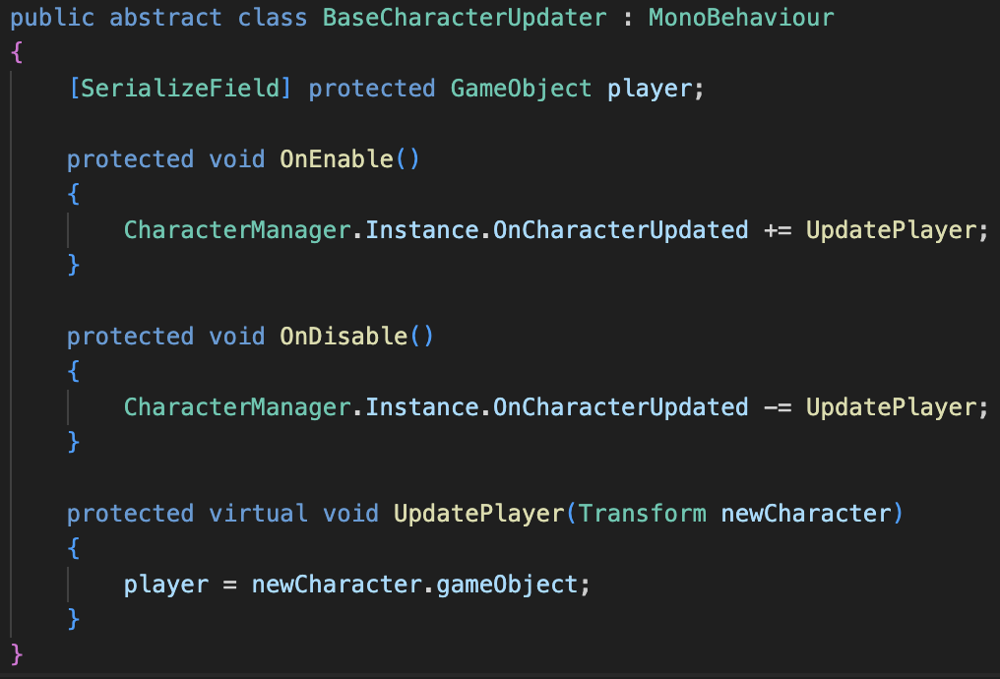 public abstract class BaseCharacterUpdater : MonoBehaviour
{
    [SerializeField] protected GameObject player;

    protected void OnEnable()
    {
        CharacterManager.Instance.OnCharacterUpdated += UpdatePlayer;
    }

    protected void OnDisable()
    {
        CharacterManager.Instance.OnCharacterUpdated -= UpdatePlayer;
    }

    protected virtual void UpdatePlayer(Transform newCharacter)
    {
        player = newCharacter.gameObject;
    }
}